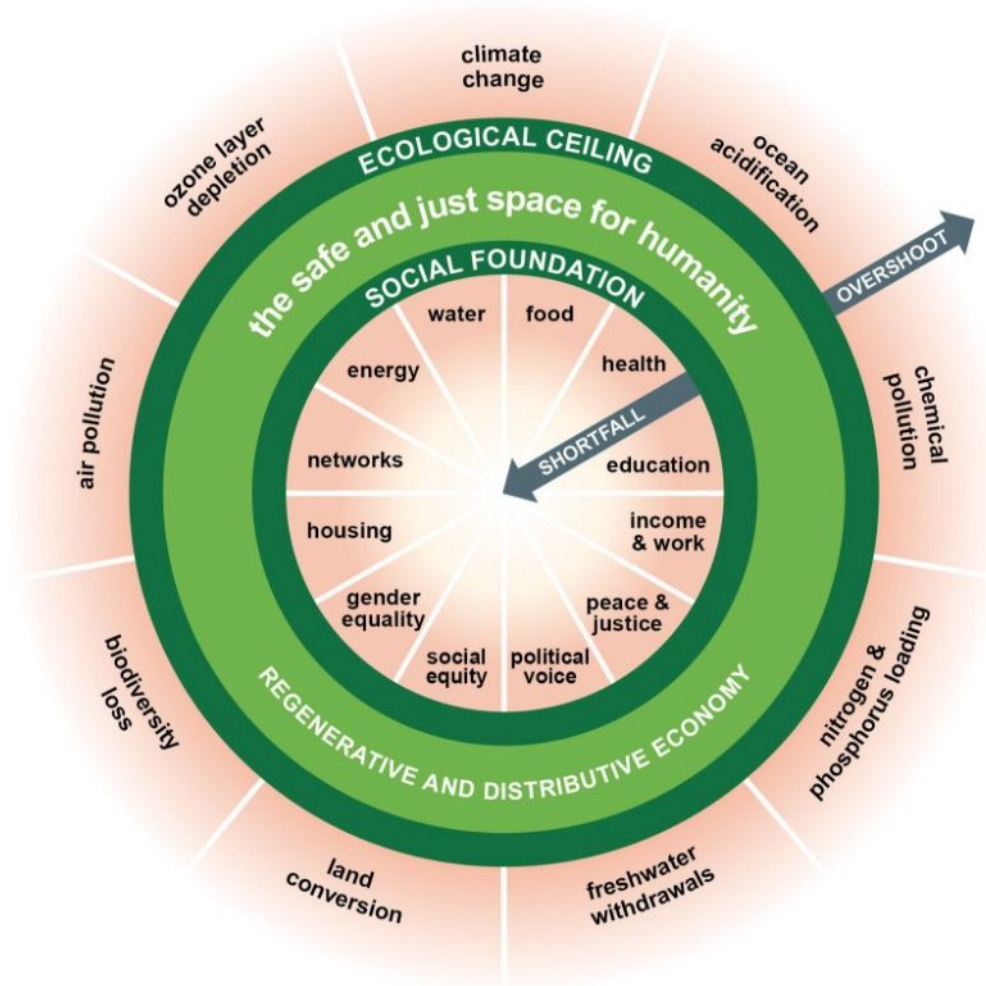 climate
change
ocean
acidification
chemical
pollution
nitrogen &
phosphorus loading
freshwater
withdrawals
land
conversion
biodiversity
loss
air pollution
ozone layer
depletion
OVERSHOOT
ECOLOGICAL CEILING
the safe and just space for humanity
SOCIAL FOUNDATION
water
food
health
SHORTFALL
education
income
& work
peace &
justice
political
voice
social
equity
gender
equality
housing
networks
energy
REGENERATIVE AND DISTRIBUTIVE ECONOMY